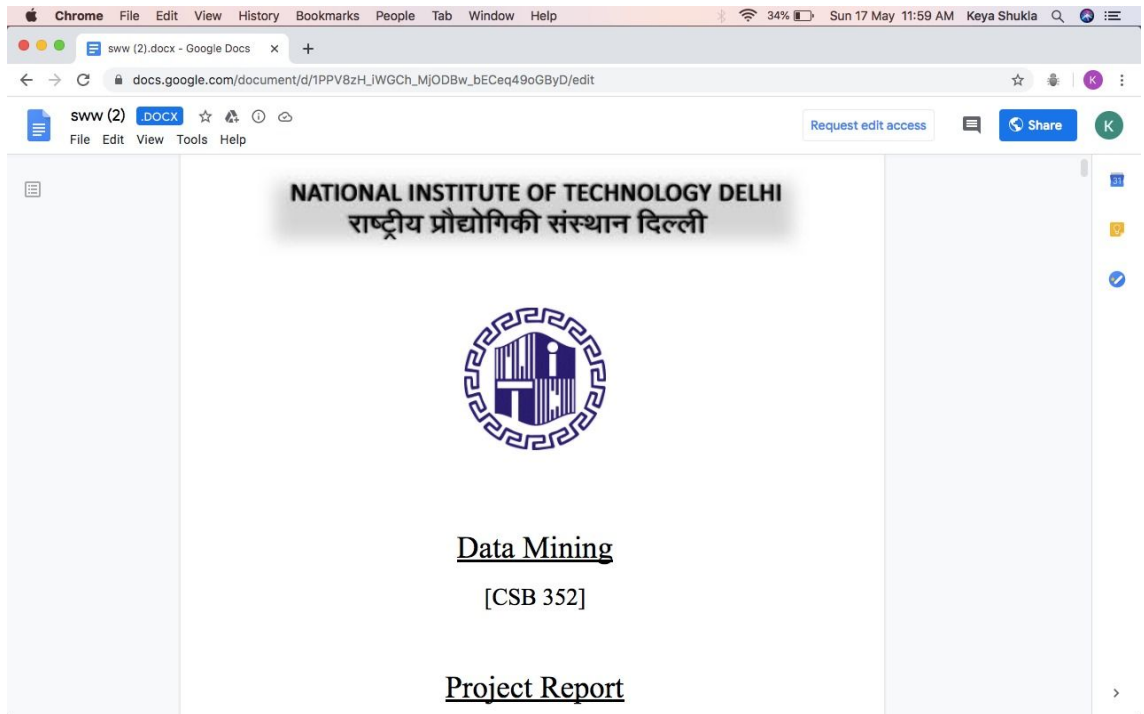 Chrome File Edit View History Bookmarks People Tab Window Help 34% Sun 17 May 11:59 AM Keya Shukla
sww (2).docx - Google Docs
docs.google.com/document/d/1PPV8zH_iWGCh_MjODBw_bECeq49oGByD/edit K
sww (2) .DOCX
File Edit View Tools Help
Request edit access Share K
31
NATIONAL INSTITUTE OF TECHNOLOGY DELHI
राष्ट्रीय प्रौद्योगिकी संस्थान दिल्ली
Data Mining
[CSB 352]
Project Report